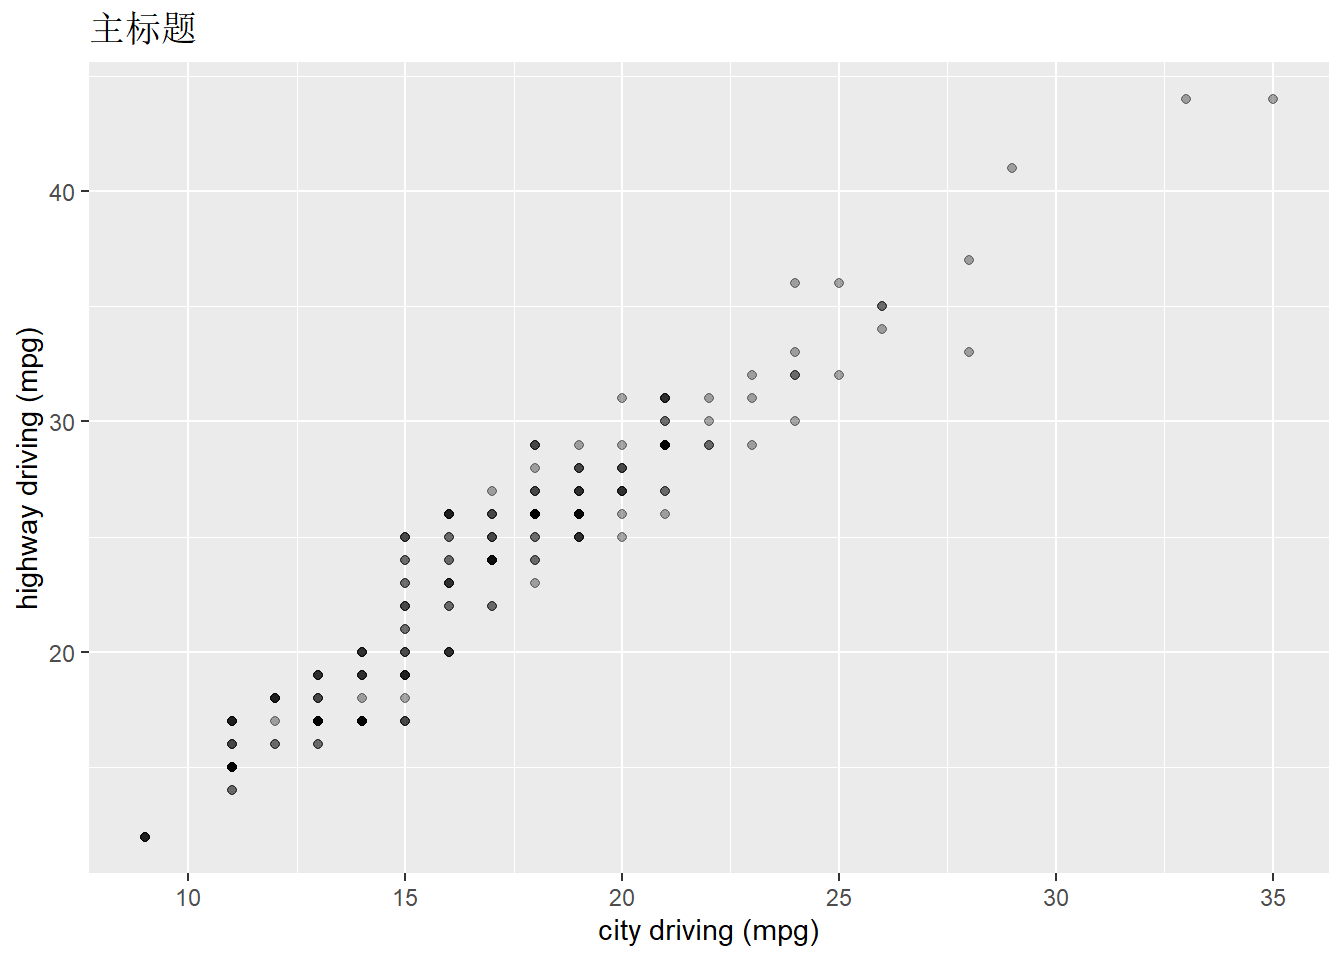 主标题
highway driving (mpg)
40
30
20
10 15 20 25 30 35
city driving (mpg)